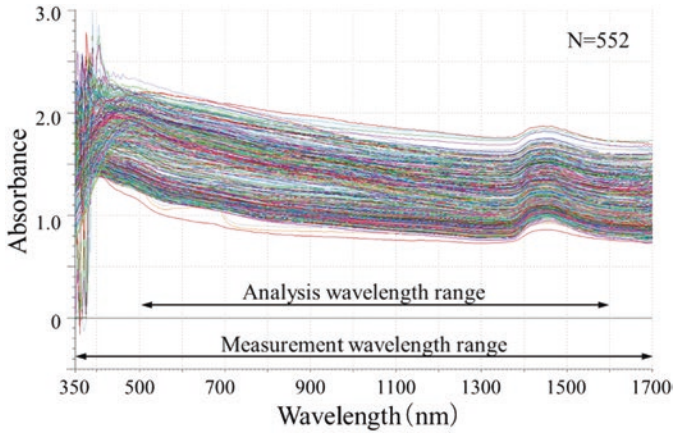 3.0
N=552
2.0
Absorbance
1.0
Analysis wavelength range
0
Measurement wavelength range
350 500 700 900 1100 1300 1500 1700
Wavelength(nm)